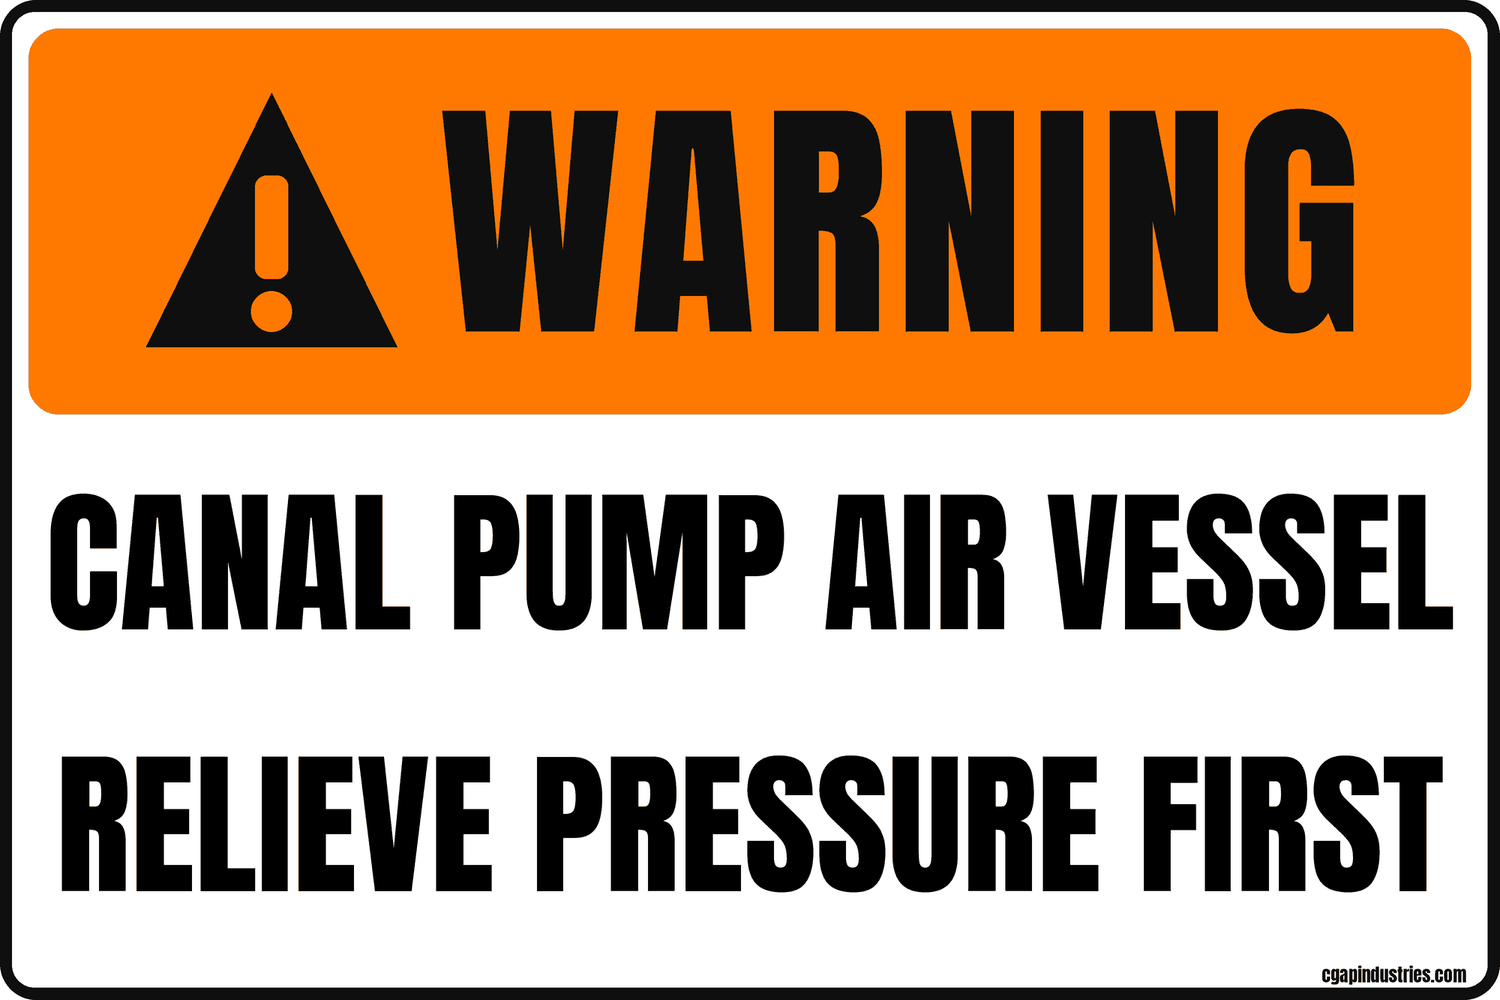 WARNING
CANAL PUMP AIR VESSEL
RELIEVE PRESSURE FIRST
cgapindustries.com